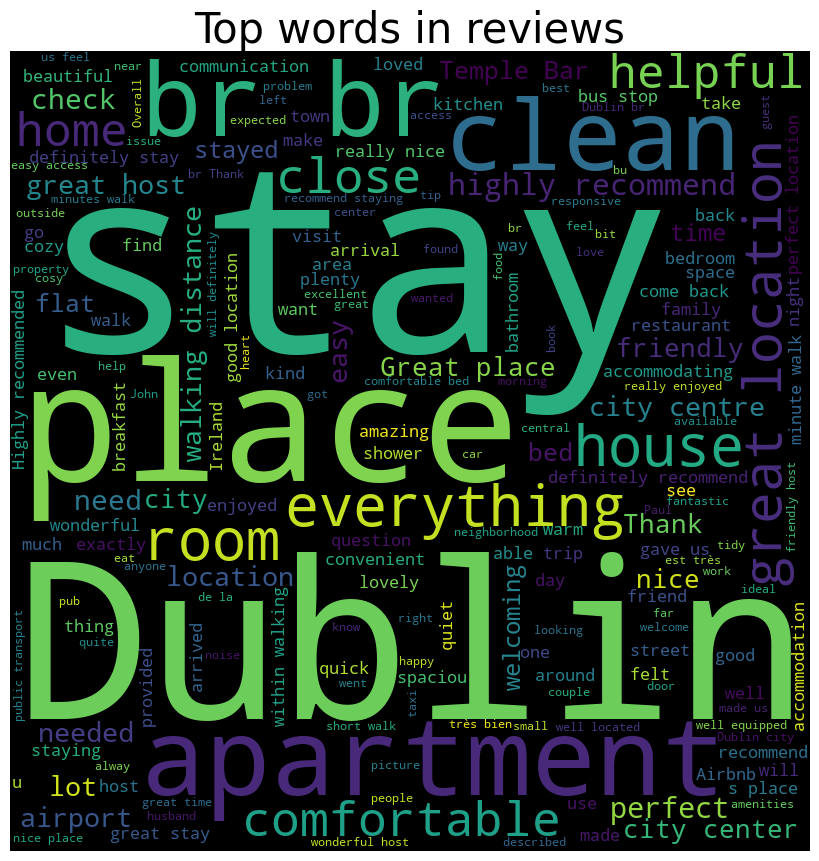 Top words in reviews
us feel
near
communication
loved
Temple Bar
helpful
beautiful
Overall
br br
problem
best
bus stop
take
guest
check
left
kitchen
Dublin br
home
expected
access
clean
issue
town
make
really nice
bu
definitely stay
stayed
great location
perfect location
easy access
br Thank
close
great host
minutes walk
recommend staying
tip
highly recommend
outside
center
responsive
stay
go
find
visit
br
feel
back
time
cozy
arrival
found
way
bit
area
food
love
bedroom
property
will definitely
plenty
space
cosy
walking distance
good location
excellent
bathroom
come back
flat
want
great
wanted
family
minute walk
night
walk
heart
easy
book
restaurant
Highly recommended
friendly
help
Great place
accommodating
even
kind
comfortable bed
morning
really enjoyed
place
John
got
breakfast
Ireland
city centre
central
available
amazing
car
house
shower
bed
definitely recommend
friendly host
need
city
enjoyed
see
fantastic
everything
Paul
wonderful
room
neighborhood
warm
Thank
much
exactly
question
able
trip
gave us
tidy
eat
convenient
est très
work
anyone
location
lovely
day
nice
ideal
pub
de la
welcoming
friend
far
thing
quiet
right
looking
welcome
know
one
street
good
public transport
quite
arrived
noise
within walking
happy
felt
accommodation
quick
went
spaciou
around
door
provided
taxi
couple
well
made us
Dublin
needed
short walk
très bien
small
well located
well equipped
Dublin city
staying
apartment
recommend
alway
picture
u
lot
host
Airbnb
will
s place
great time
people
use
perfect
amenities
airport
husband
comfortable
great stay
made
city center
nice place
wonderful host
described